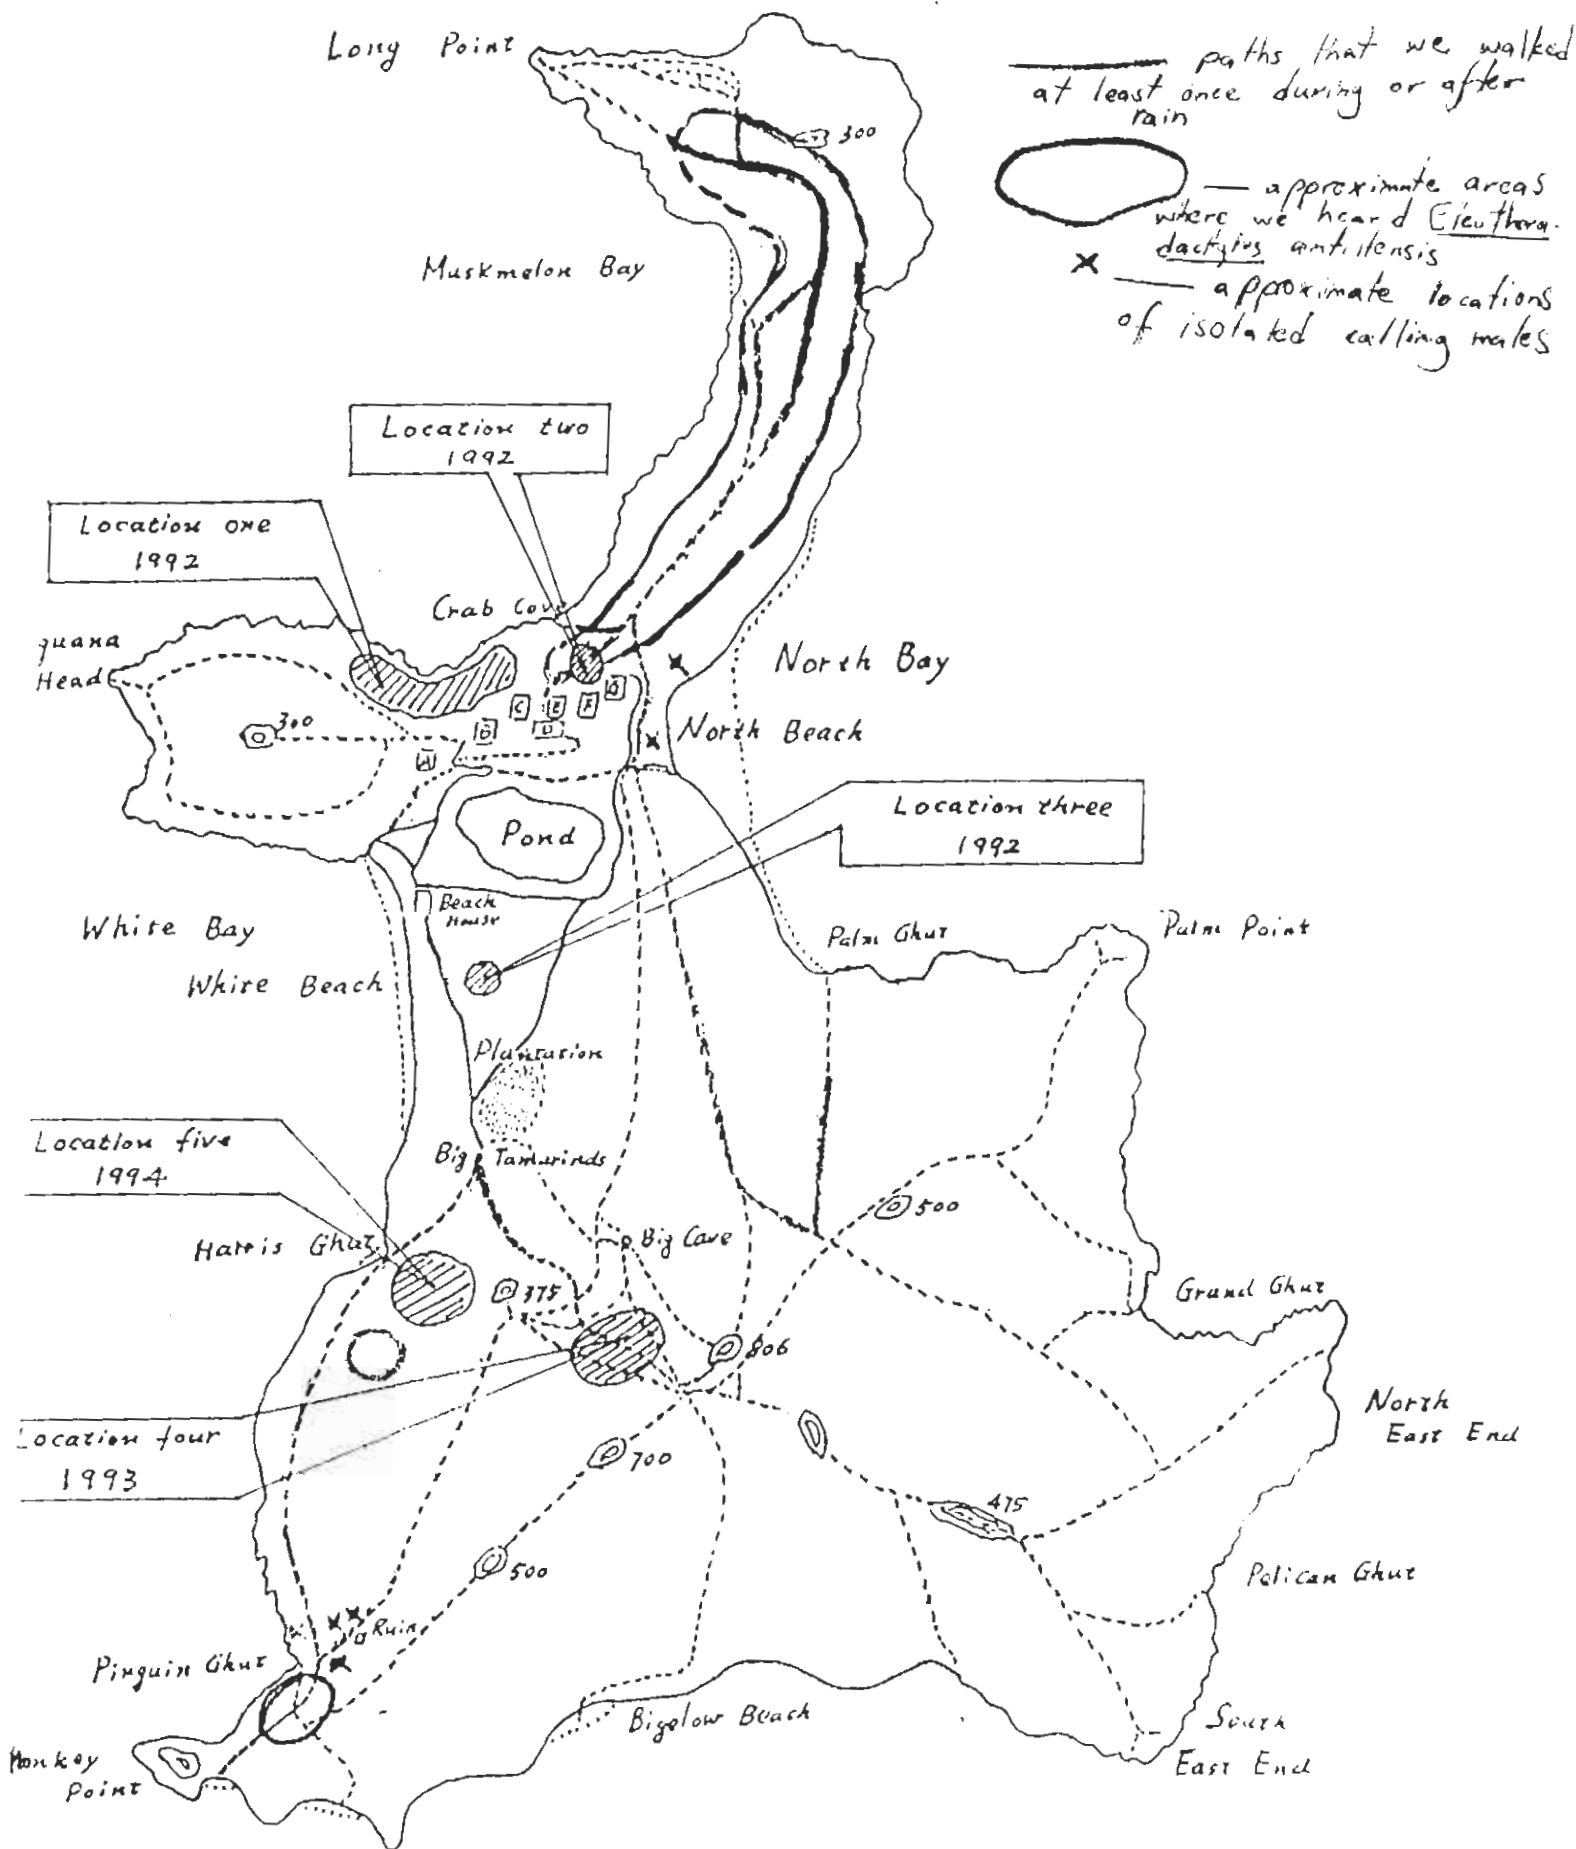 Long Point
paths that we walked
at least once during or after
rain
300
approximate areas
where we heard Eleuthero-
dactylus antillensis
approximate locations
of isolated calling males
Muskmelon Bay
Location two
1992
Location one
1992
Crab Cove
guana
Head
North Bay
300
A
B
C
D
E
F
G
North Beach
Location three
1992
Pond
Beach
House
White Bay
White Beach
Palm Ghut
Palm Point
Plantation
Location five
1994
Big Tamarinds
500
Harris Ghut
Big Cave
375
Grand Ghut
806
North
East End
Location four
1993
700
475
500
Pelican Ghut
Ruin
Pinguin Ghut
Bigelow Beach
South
East End
Monkey
Point